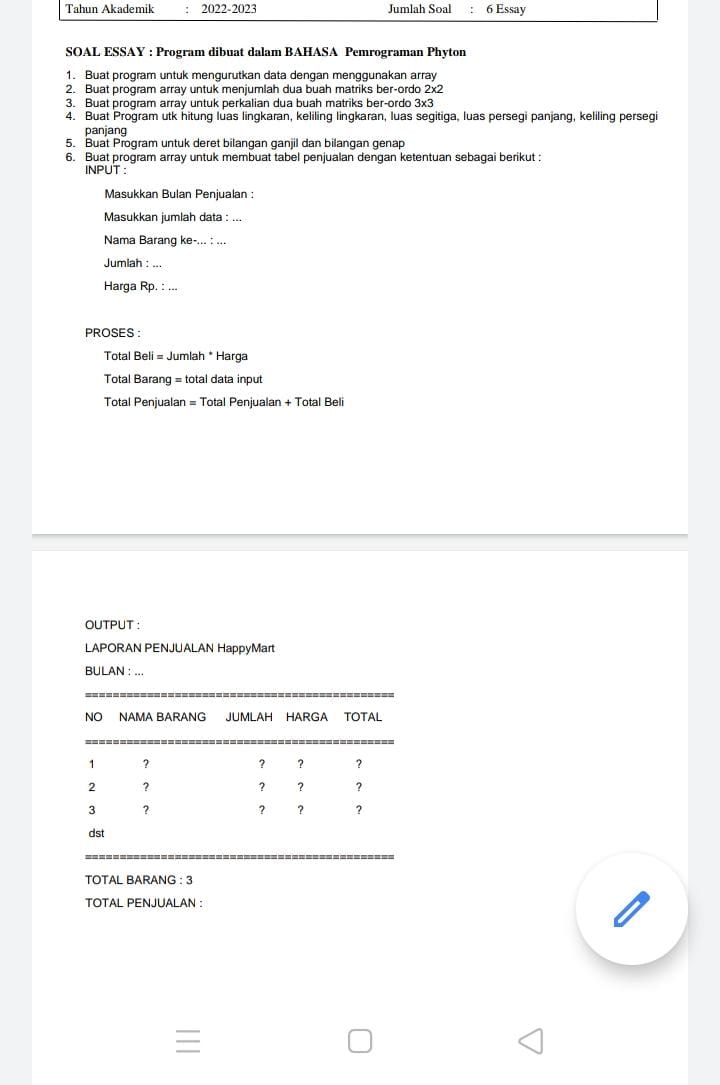 Tahun Akademik : 2022-2023 Jumlah Soal : 6 Essay
SOAL ESSAY : Program dibuat dalam BAHASA Pemrograman Phyton
1. Buat program untuk mengurutkan data dengan menggunakan array
2. Buat program array untuk menjumlah dua buah matriks ber-ordo 2x2
3. Buat program array untuk perkalian dua buah matriks ber-ordo 3x3
4. Buat Program utk hitung luas lingkaran, keliling lingkaran, luas segitiga, luas persegi panjang, keliling persegi
panjang
5. Buat Program untuk deret bilangan ganjil dan bilangan genap
6. Buat program array untuk membuat tabel penjualan dengan ketentuan sebagai berikut :
INPUT :
Masukkan Bulan Penjualan :
Masukkan jumlah data : ...
Nama Barang ke-... : ...
Jumlah : ...
Harga Rp. : ...
PROSES :
Total Beli = Jumlah * Harga
Total Barang = total data input
Total Penjualan = Total Penjualan + Total Beli
OUTPUT :
LAPORAN PENJUALAN HappyMart
BULAN : ...
=============================================
NO NAMA BARANG JUMLAH HARGA TOTAL
=============================================
1 ? ? ? ?
2 ? ? ? ?
3 ? ? ? ?
dst
=============================================
TOTAL BARANG : 3
TOTAL PENJUALAN :